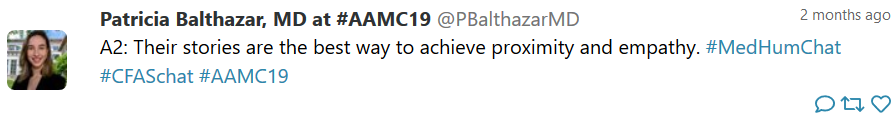 Patricia Balthazar, MD at #AAMC19 @PBalthazarMD 2 months ago
A2: Their stories are the best way to achieve proximity and empathy. #MedHumChat
#CFASchat #AAMC19